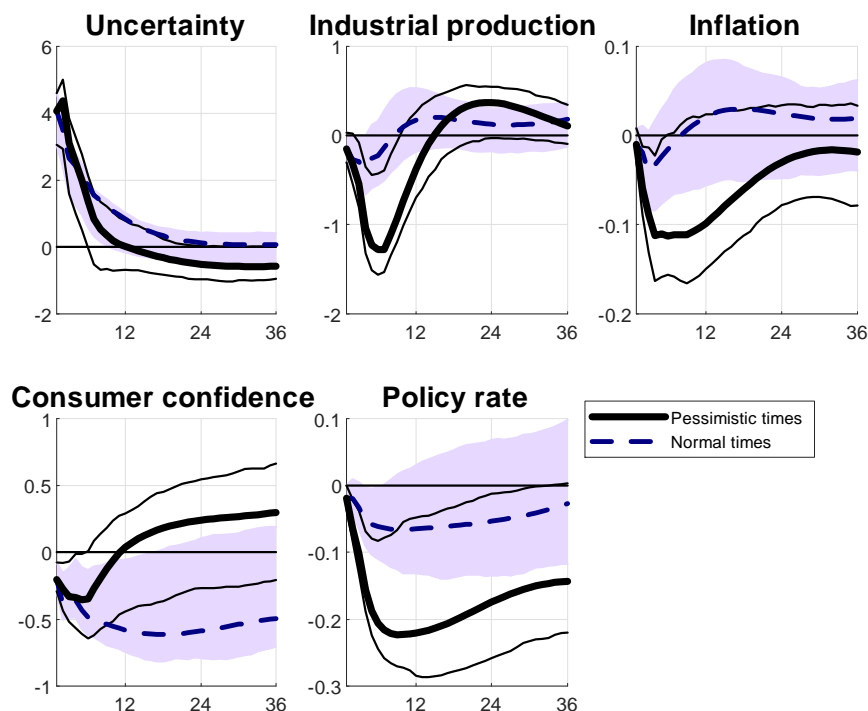 Uncertainty
6
4
2
0
-2
12 24 36
Industrial production
1
0
-1
-2
12 24 36
Inflation
0.1
0
-0.1
-0.2
12 24 36
Consumer confidence
1
0.5
0
-0.5
-1
12 24 36
Policy rate
0.1
0
-0.1
-0.2
-0.3
12 24 36
Pessimistic times
Normal times